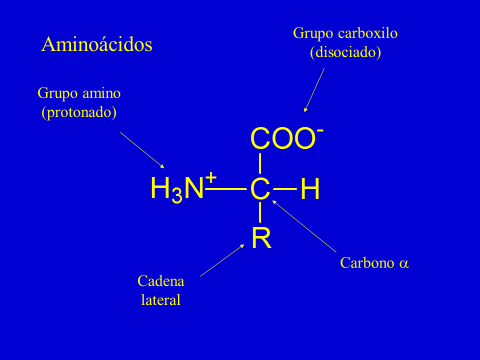 Aminoácidos
Grupo carboxilo
(disociado)
Grupo amino
(protonado)
COO-
H3N+
C
H
R
Carbono α
Cadena
lateral